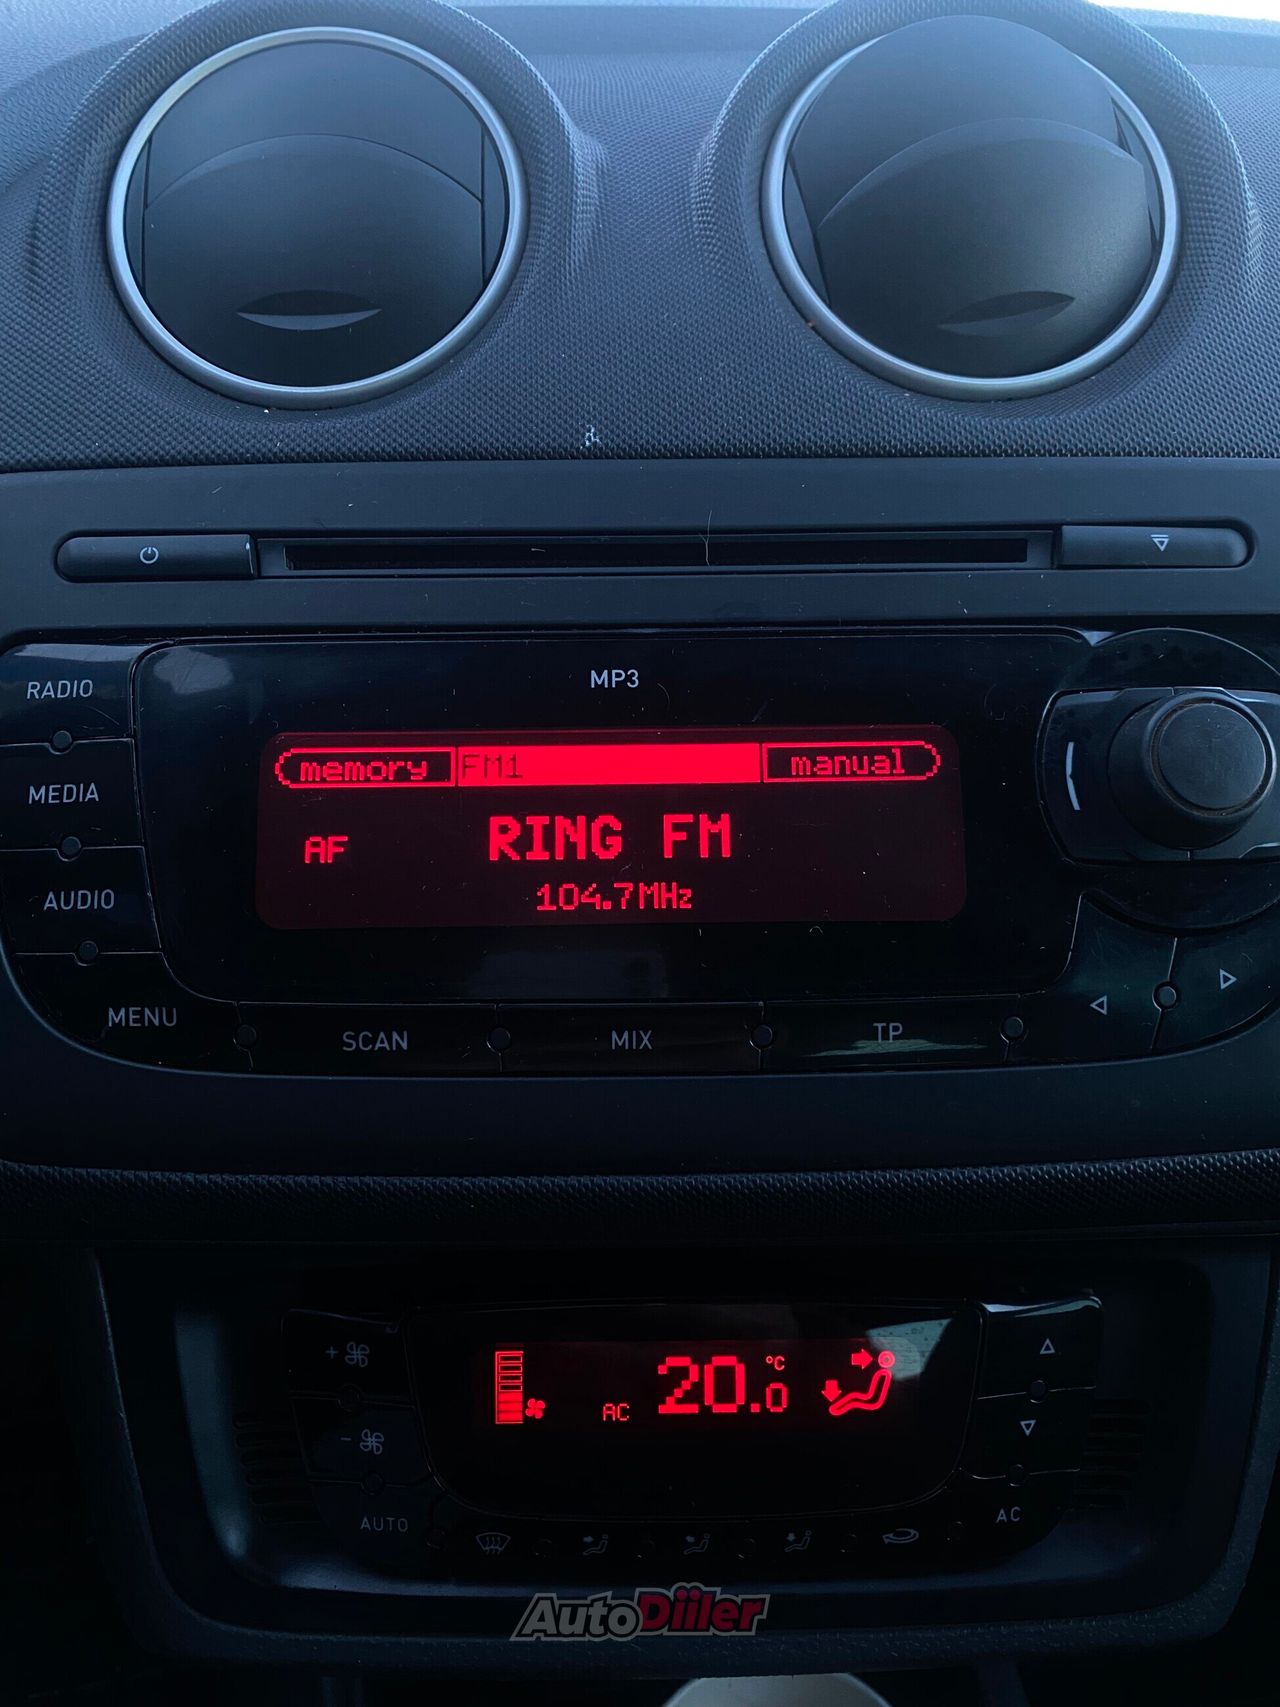 MP3
RADIO
MEDIA
AUDIO
MENU
memory FM1 manual
AF RING FM
104.7MHz
SCAN MIX TP
AC 20.0 °C
AUTO
AC
AutoDiiler